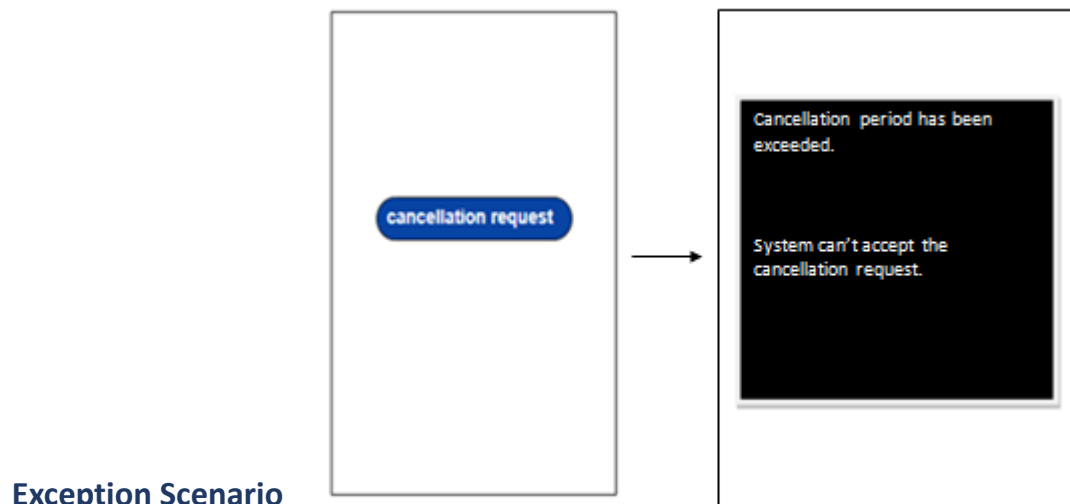 cancellation request
Cancellation period has been
exceeded.
System can't accept the
cancellation request.
Exception Scenario